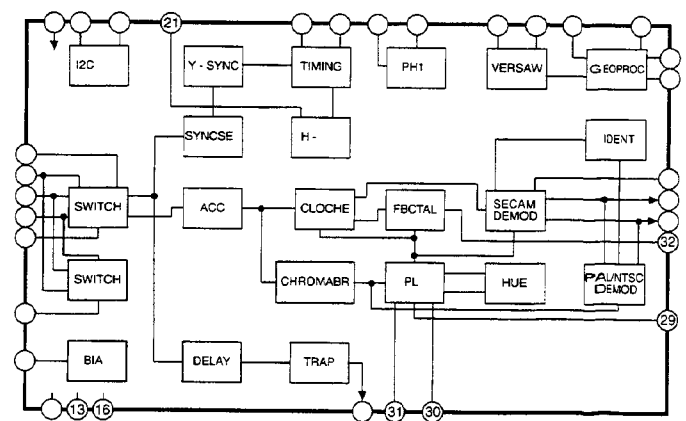 21
I2C
Y - SYNC
TIMING
PH1
VERSAW
GEOPROC
SYNCSE
H -
IDENT
SWITCH
ACC
CLOCHE
FBCTAL
SECAM
DEMOD
32
SWITCH
CHROMABR
PL
HUE
PAL/NTSC
DEMOD
29
BIA
DELAY
TRAP
13
16
31
30